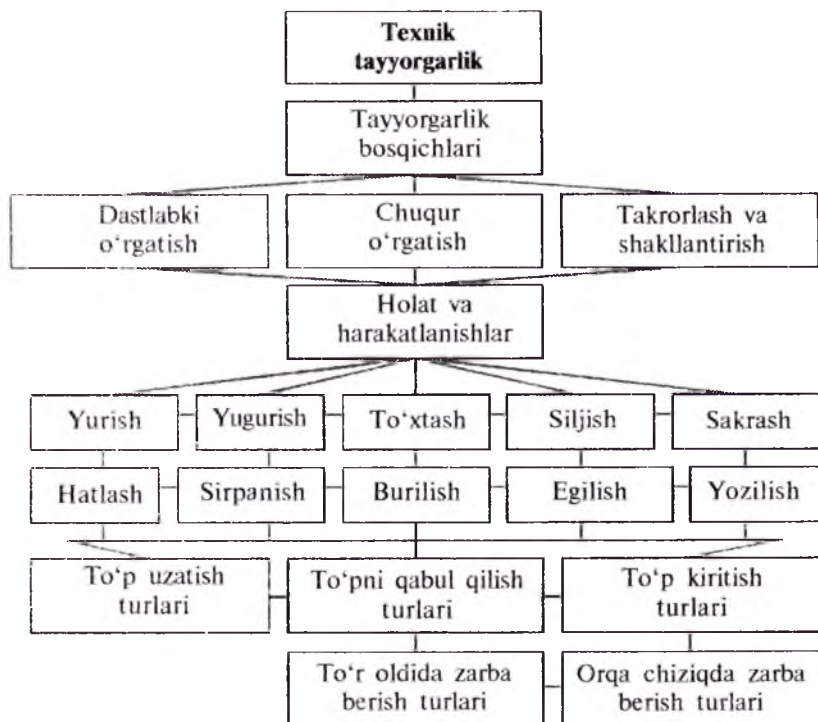 Texnik
tayyorgarlik
Tayyorgarlik
bosqichlari
Dastlabki
o‘rgatish
Chuqur
o‘rgatish
Takrorlash va
shakllantirish
Holat va
harakatlanishlar
Yurish
Yugurish
To‘xtash
Siljish
Sakrash
Hatlash
Sirpanish
Burilish
Egilish
Yozilish
To‘p uzatish
turlari
To‘pni qabul qilish
turlari
To‘p kiritish
turlari
To‘r oldida zarba
berish turlari
Orqa chiziqda zarba
berish turlari